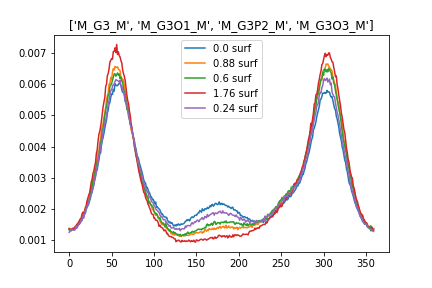 ['M_G3_M', 'M_G3O1_M', 'M_G3P2_M', 'M_G3O3_M']
0.0 surf
0.88 surf
0.6 surf
1.76 surf
0.24 surf
0.007
0.006
0.005
0.004
0.003
0.002
0.001
0 50 100 150 200 250 300 350